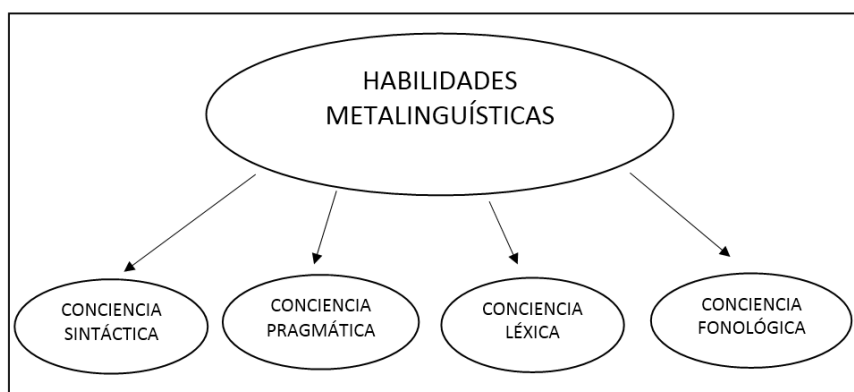 HABILIDADES
METALINGUÍSTICAS
CONCIENCIA
SINTÁCTICA
CONCIENCIA
PRAGMÁTICA
CONCIENCIA
LÉXICA
CONCIENCIA
FONOLÓGICA